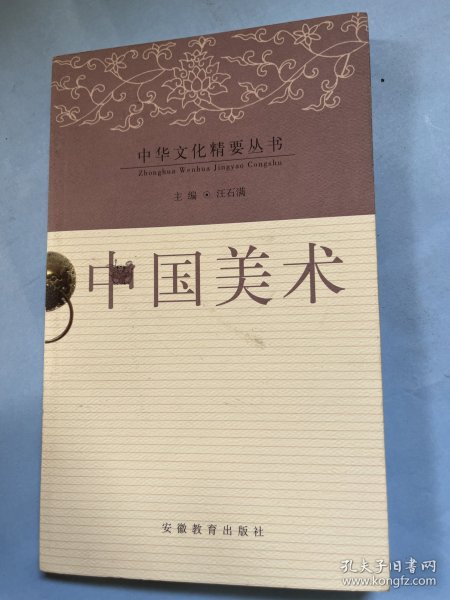 中华文化精要丛书
Zhonghua Wenhua Jingyao Congshu
主编 ⊙ 汪石满
中国美术
安徽教育出版社
孔夫子旧书网
www.kongfz.com